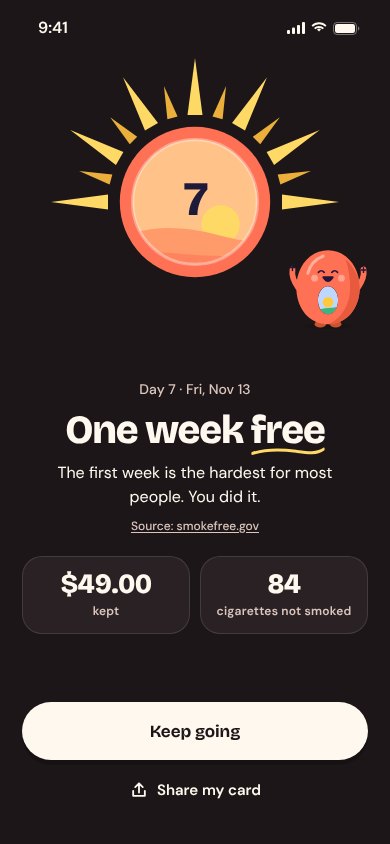 9:41
7
Day 7 · Fri, Nov 13
One week free
The first week is the hardest for most
people. You did it.
Source: smokefree.gov
$49.00
kept
84
cigarettes not smoked
Keep going
Share my card